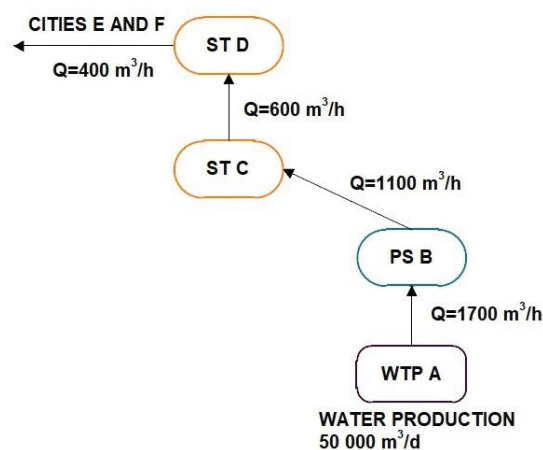 CITIES E AND F
ST D
Q=400 m³/h
Q=600 m³/h
ST C
Q=1100 m³/h
PS B
Q=1700 m³/h
WTP A
WATER PRODUCTION
50 000 m³/d